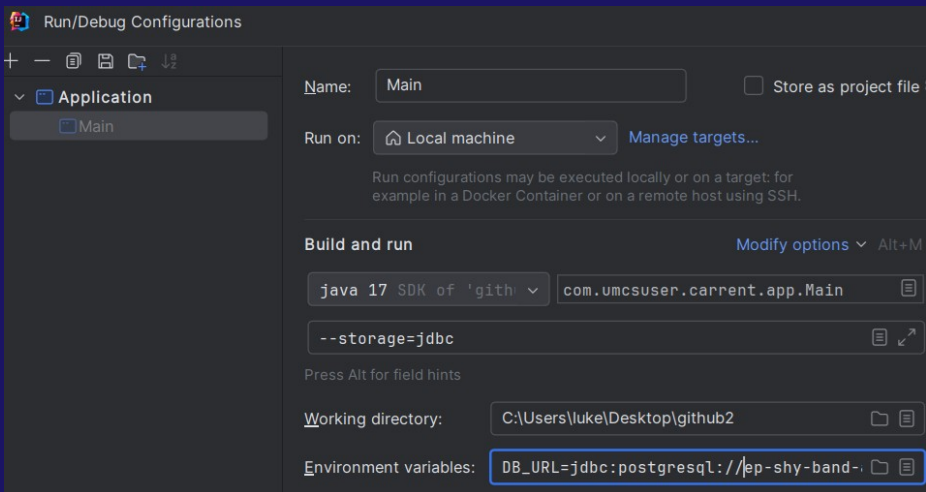 Run/Debug Configurations
Application
Main
Name: Main Store as project file
Run on: Local machine Manage targets...
Run configurations may be executed locally or on a target: for
example in a Docker Container or on a remote host using SSH.
Build and run Modify options Alt+M
java 17 SDK of 'gith com.umcsuser.carrent.app.Main
--storage=jdbc
Press Alt for field hints
Working directory: C:\Users\luke\Desktop\github2
Environment variables: DB_URL=jdbc:postgresql://ep-shy-band-